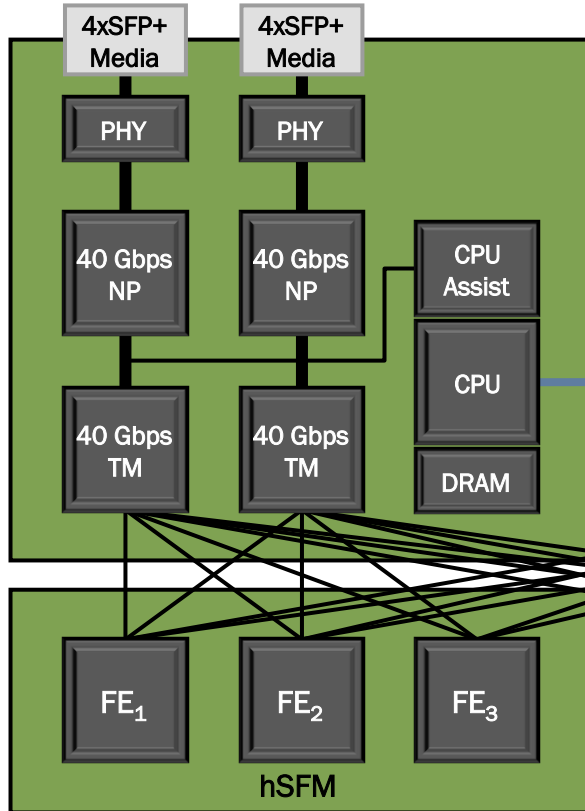 4xSFP+
Media
4xSFP+
Media
PHY
PHY
40 Gbps
NP
40 Gbps
NP
CPU
Assist
CPU
40 Gbps
TM
40 Gbps
TM
DRAM
FE1
FE2
FE3
hSFM